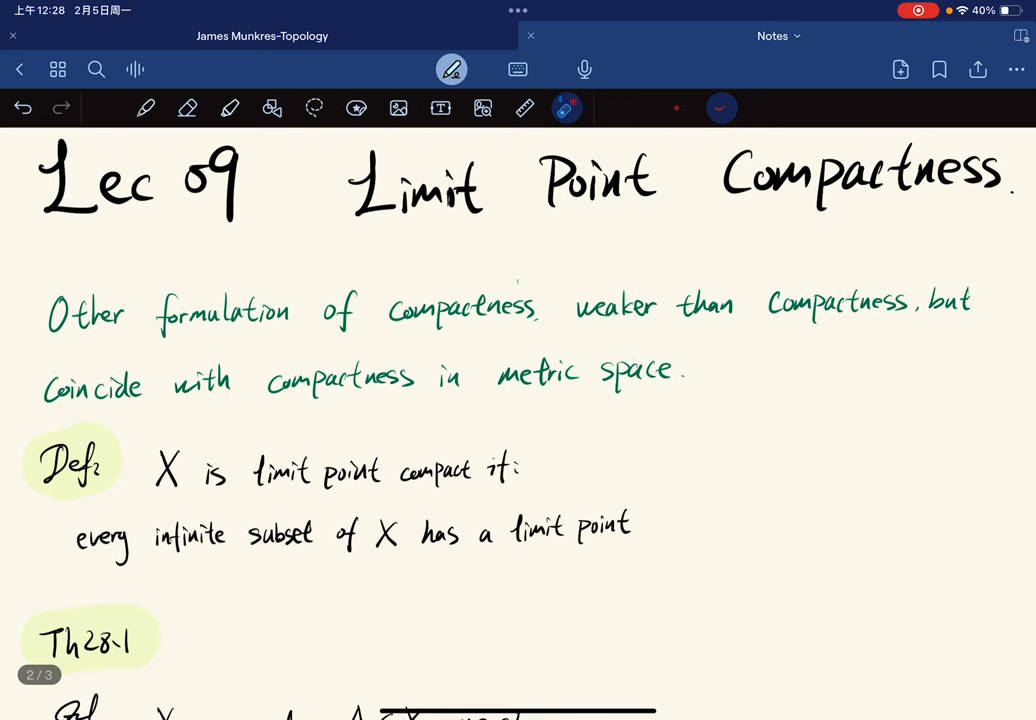 上午12:28 2月5日周一
40%
James Munkres-Topology
Notes
T
Lec 09 Limit Point Compactness.
Other formulation of compactness, weaker than compactness, but
coincide with compactness in metric space.
Def: X is limit point compact if:
every infinite subset of X has a limit point
Th28.1
2/3